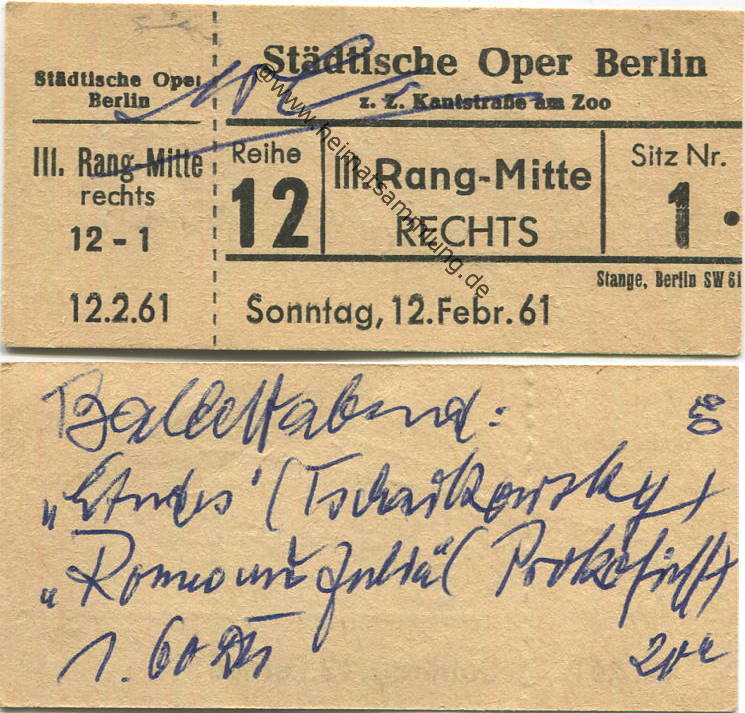 Städtische Oper
Berlin
III. Rang-Mitte
rechts
12 - 1
12.2.61
Städtische Oper Berlin
z. Z. Kantstraße am Zoo
Reihe
12
III. Rang-Mitte
RECHTS
Sitz Nr.
1
Stange, Berlin SW 61
Sonntag, 12. Febr. 61
© www.heimatsammlung.de
Ballettabend:
„Etudes" (Tschaikowsky)
„Romeo und Julia" (Prokofieff)
1.60 DM